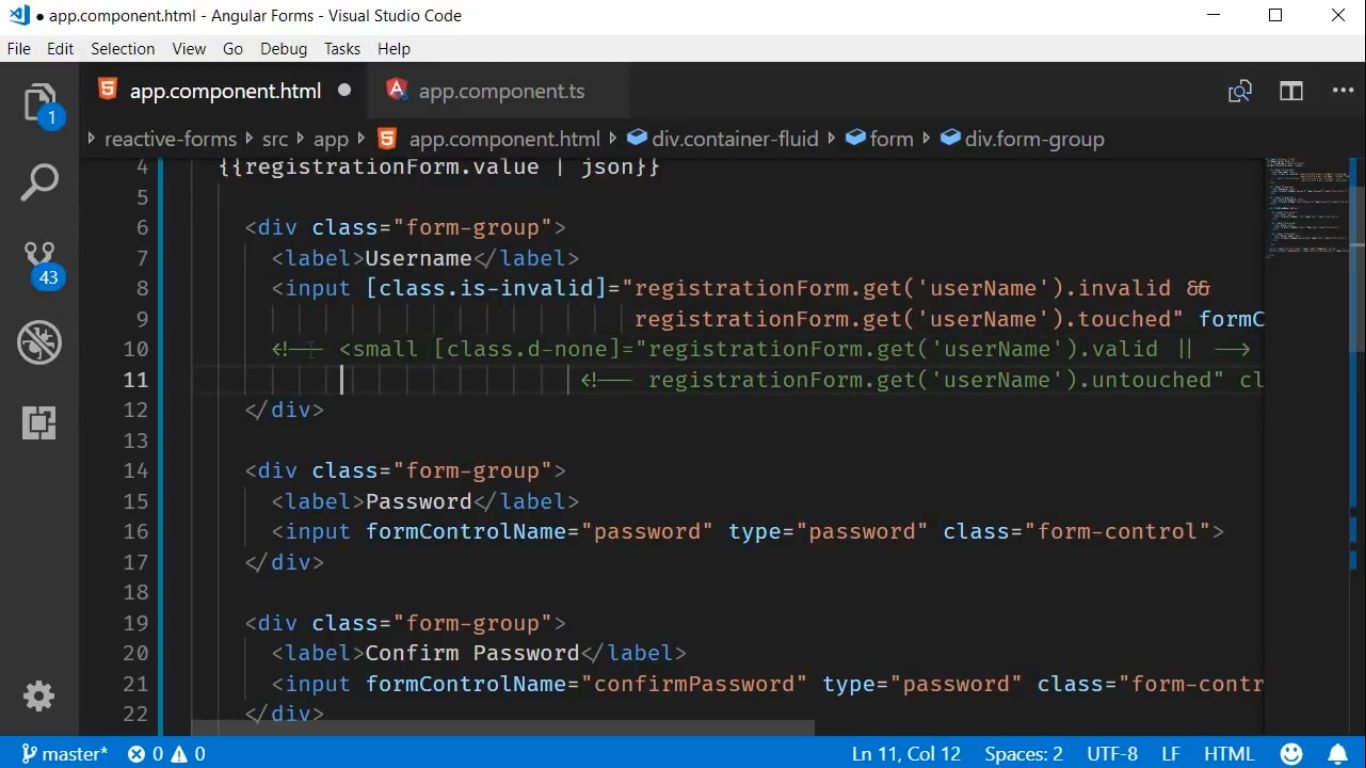 ● app.component.html - Angular Forms - Visual Studio Code
File Edit Selection View Go Debug Tasks Help
app.component.html ● app.component.ts
reactive-forms src app app.component.html div.container-fluid form div.form-group
4 {{registrationForm.value | json}}
5
6 <div class="form-group">
7 <label>Username</label>
8 <input [class.is-invalid]="registrationForm.get('userName').invalid &&
9 registrationForm.get('userName').touched" formC
10 <!-- <small [class.d-none]="registrationForm.get('userName').valid || -->
11 <!-- registrationForm.get('userName').untouched" cl
12 </div>
13
14 <div class="form-group">
15 <label>Password</label>
16 <input formControlName="password" type="password" class="form-control">
17 </div>
18
19 <div class="form-group">
20 <label>Confirm Password</label>
21 <input formControlName="confirmPassword" type="password" class="form-contr
22 </div>
1
43
master* 0 0 Ln 11, Col 12 Spaces: 2 UTF-8 LF HTML